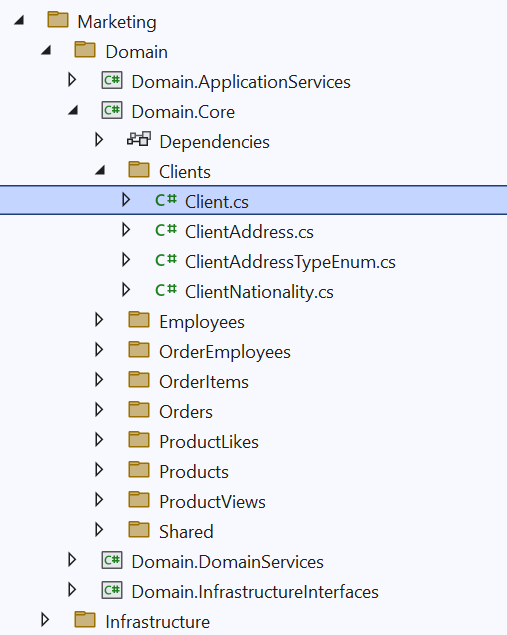 Marketing
Domain
C# Domain.ApplicationServices
C# Domain.Core
Dependencies
Clients
C# Client.cs
C# ClientAddress.cs
C# ClientAddressTypeEnum.cs
C# ClientNationality.cs
Employees
OrderEmployees
OrderItems
Orders
ProductLikes
Products
ProductViews
Shared
C# Domain.DomainServices
C# Domain.InfrastructureInterfaces
Infrastructure